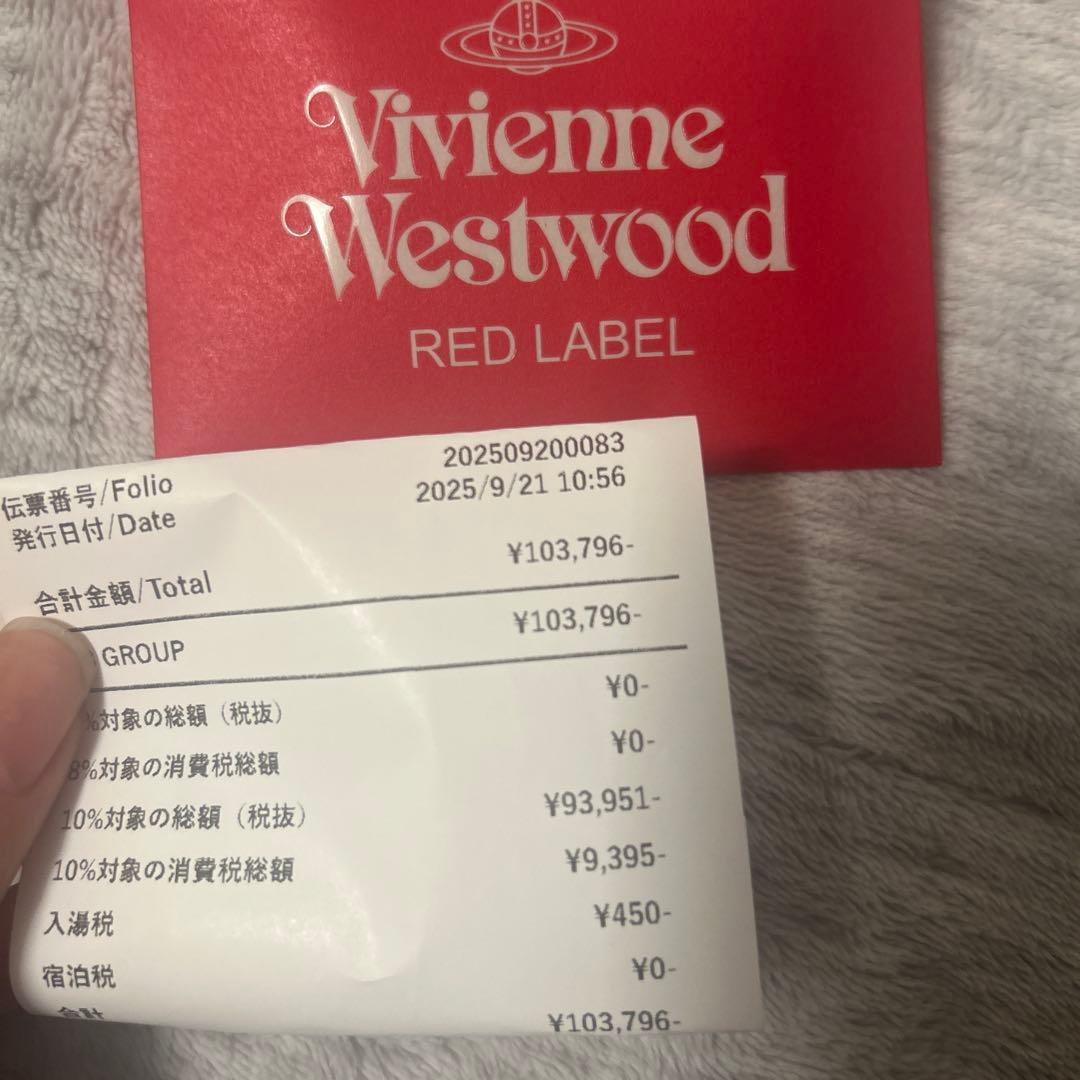 Vivienne
Westwood
RED LABEL
伝票番号/Folio 202509200083
発行日付/Date 2025/9/21 10:56
合計金額/Total ¥103,796-
GROUP ¥103,796-
%対象の総額（税抜） ¥0-
8%対象の消費税総額 ¥0-
10%対象の総額（税抜） ¥93,951-
10%対象の消費税総額 ¥9,395-
入湯税 ¥450-
宿泊税 ¥0-
合計 ¥103,796-